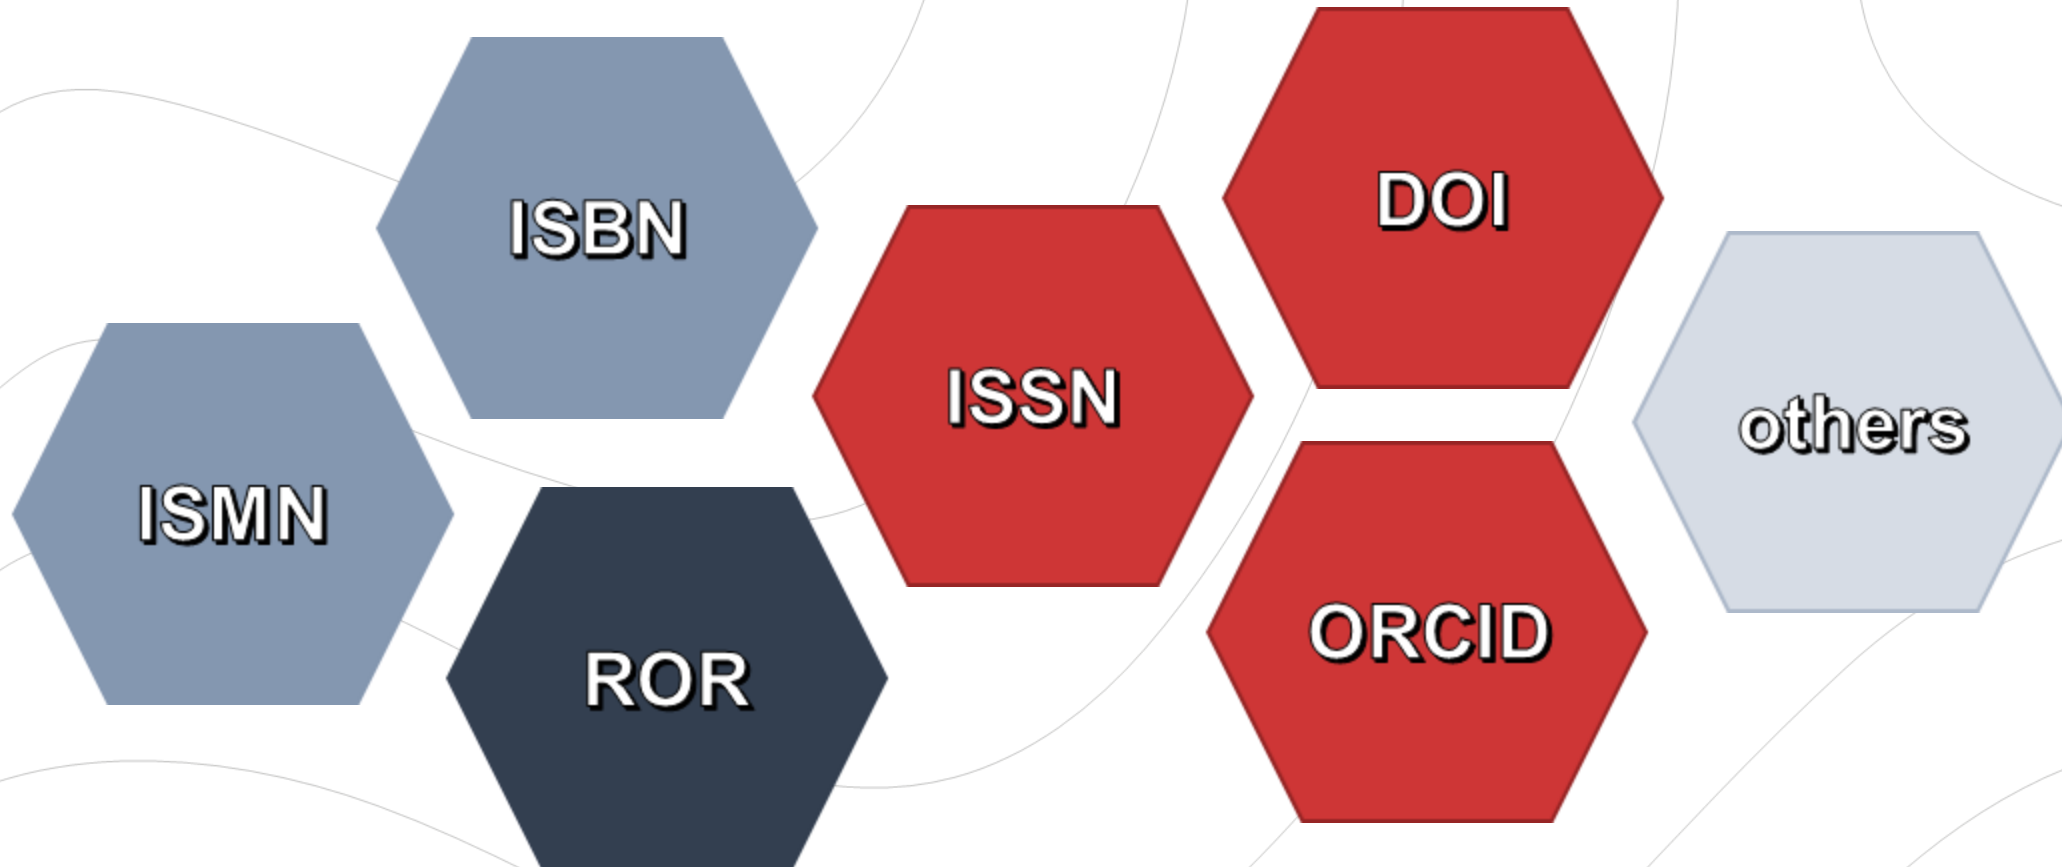 ISBN
DOI
ISSN
others
ISMN
ROR
ORCID